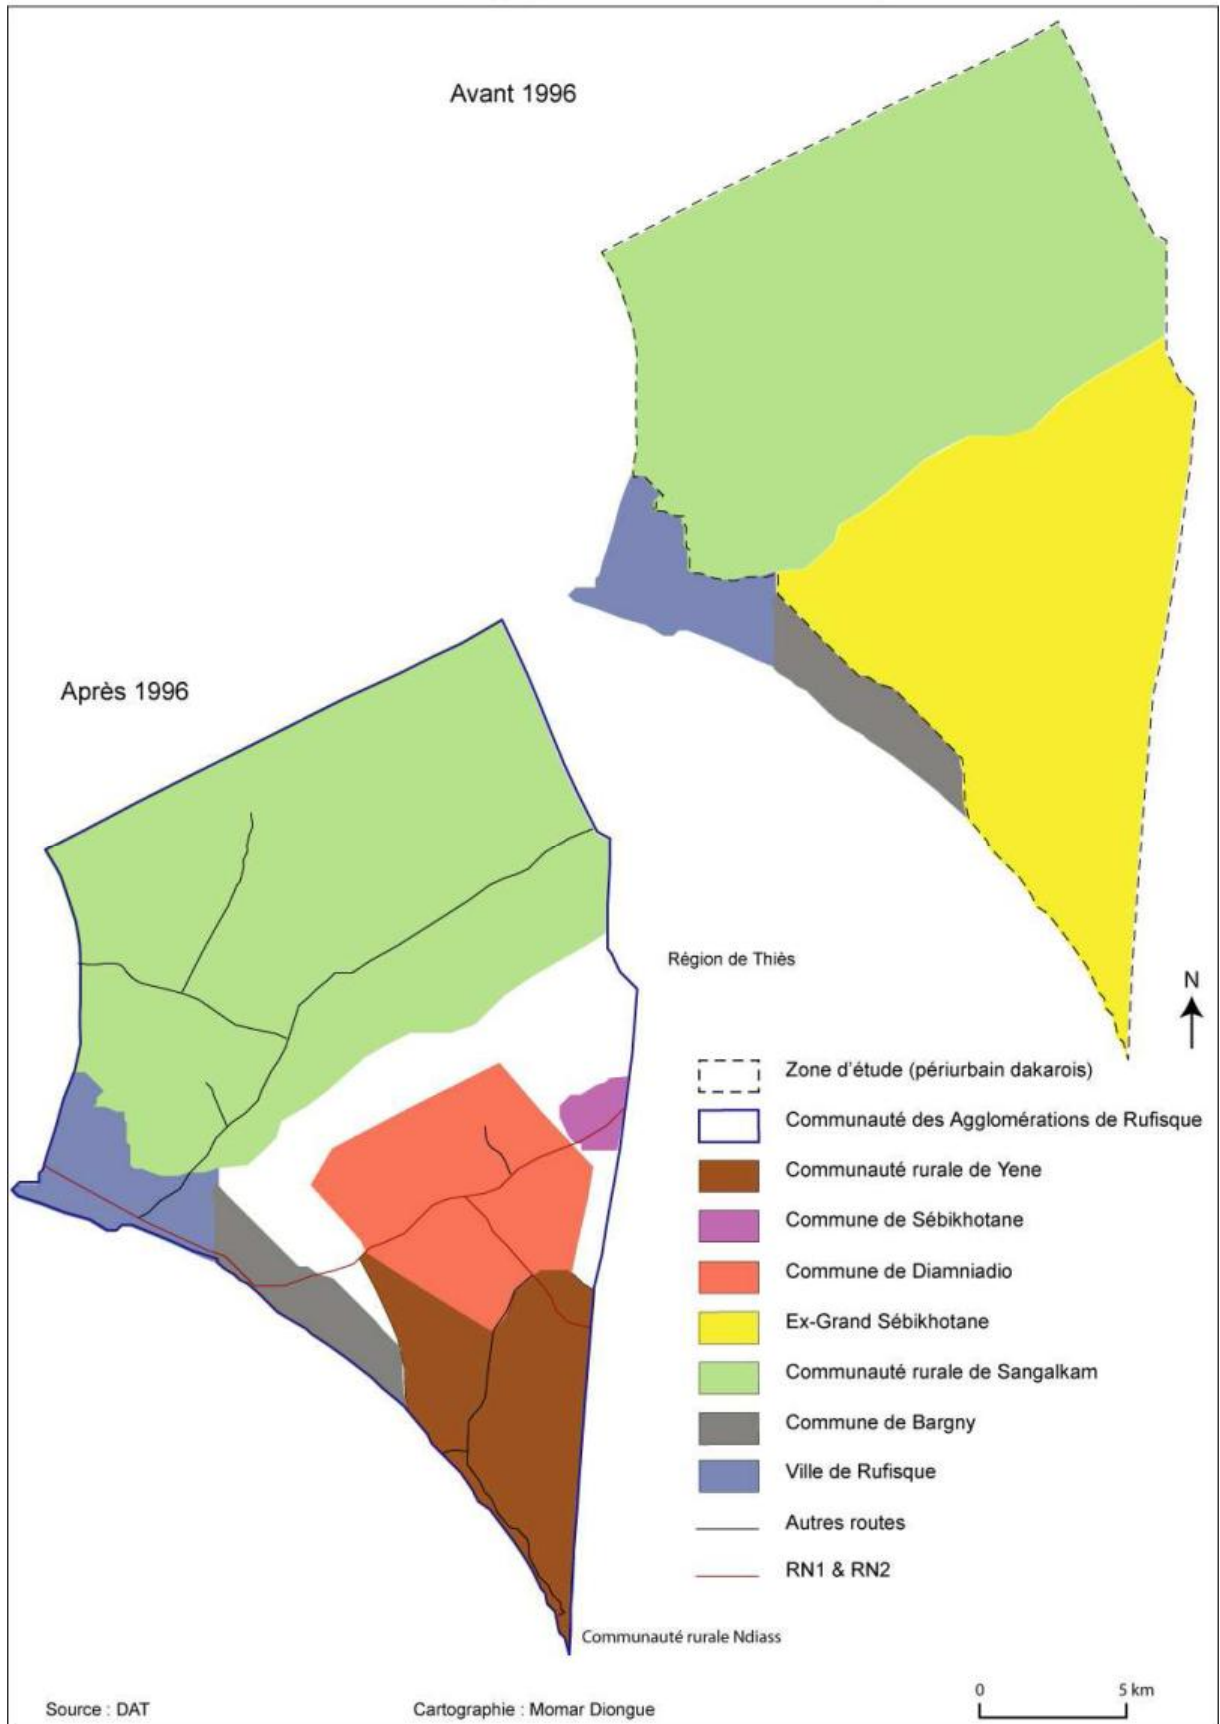 Avant 1996
Après 1996
Région de Thiès
N
Zone d'étude (périurbain dakarois)
Communauté des Agglomérations de Rufisque
Communauté rurale de Yene
Commune de Sébikhotane
Commune de Diamniadio
Ex-Grand Sébikhotane
Communauté rurale de Sangalkam
Commune de Bargny
Ville de Rufisque
Autres routes
RN1 & RN2
Communauté rurale Ndiass
0 5 km
Source : DAT Cartographie : Momar Diongue